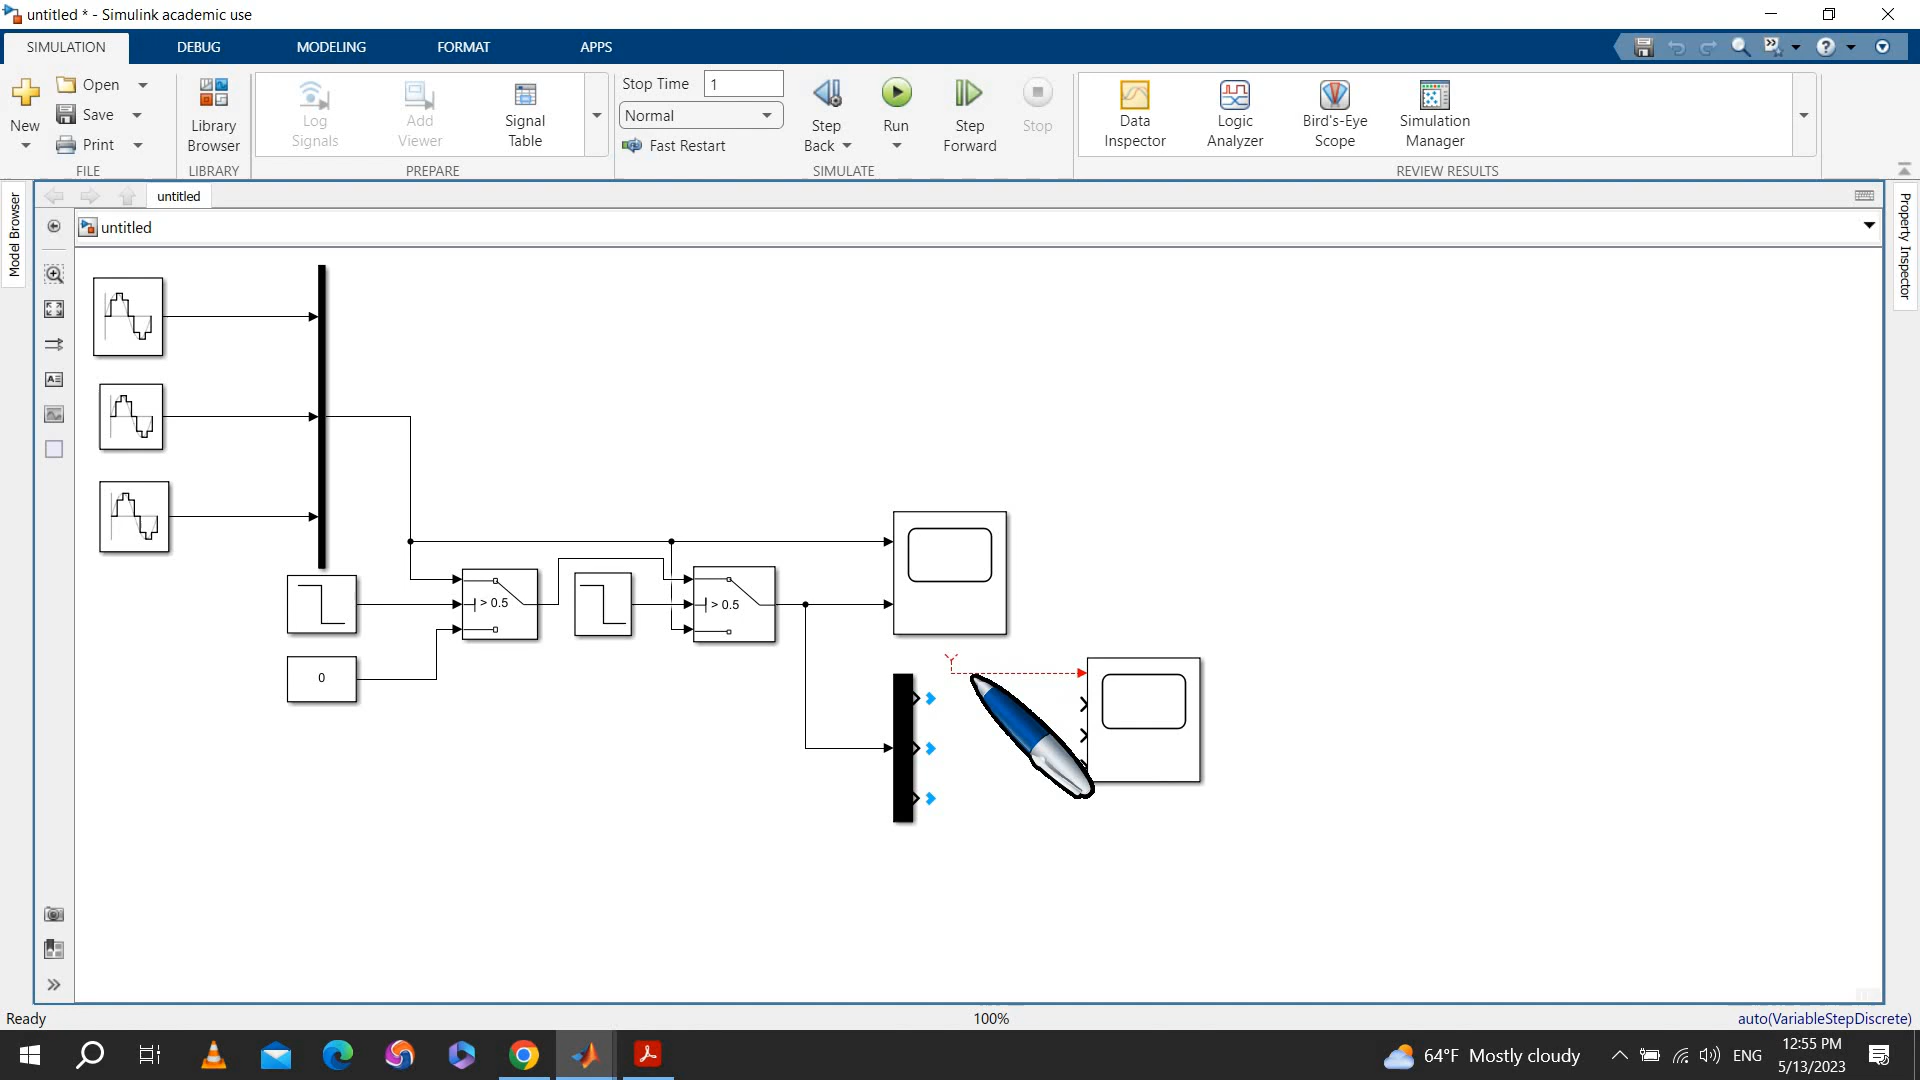 untitled * - Simulink academic use
SIMULATION
DEBUG
MODELING
FORMAT
APPS
New
Open
Save
Print
FILE
Library
Browser
LIBRARY
Log
Signals
Add
Viewer
Signal
Table
PREPARE
Stop Time 1
Normal
Fast Restart
Step
Back
Run
Step
Forward
Stop
SIMULATE
Data
Inspector
Logic
Analyzer
Bird's-Eye
Scope
Simulation
Manager
REVIEW RESULTS
Model Browser
untitled
untitled
Property Inspector
> 0.5
> 0.5
0
Ready
100%
auto(VariableStepDiscrete)
64°F Mostly cloudy
ENG
12:55 PM
5/13/2023